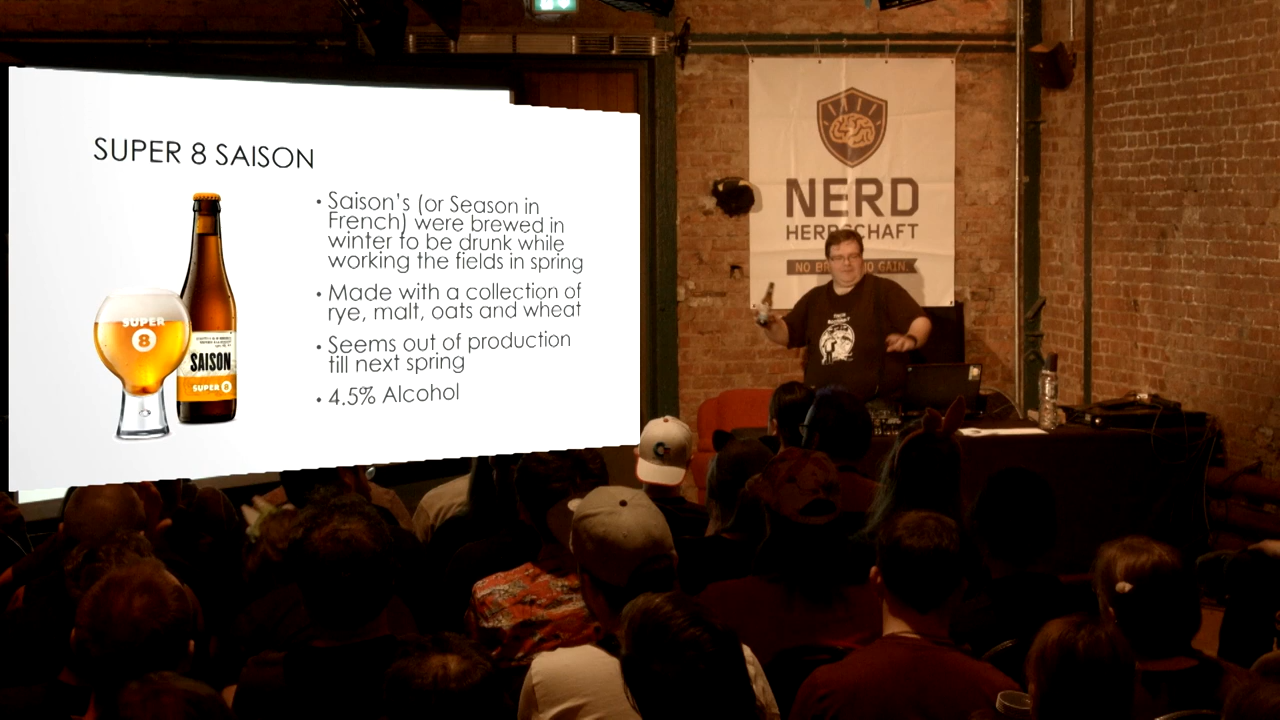 SUPER 8 SAISON
• Saison's (or Season in
French) were brewed in
winter to be drunk while
working the fields in spring
• Made with a collection of
rye, malt, oats and wheat
• Seems out of production
till next spring
• 4.5% Alcohol
SUPER
8
SAISON
SUPER 8
NERD
HERRSCHAFT
NO GAIN.